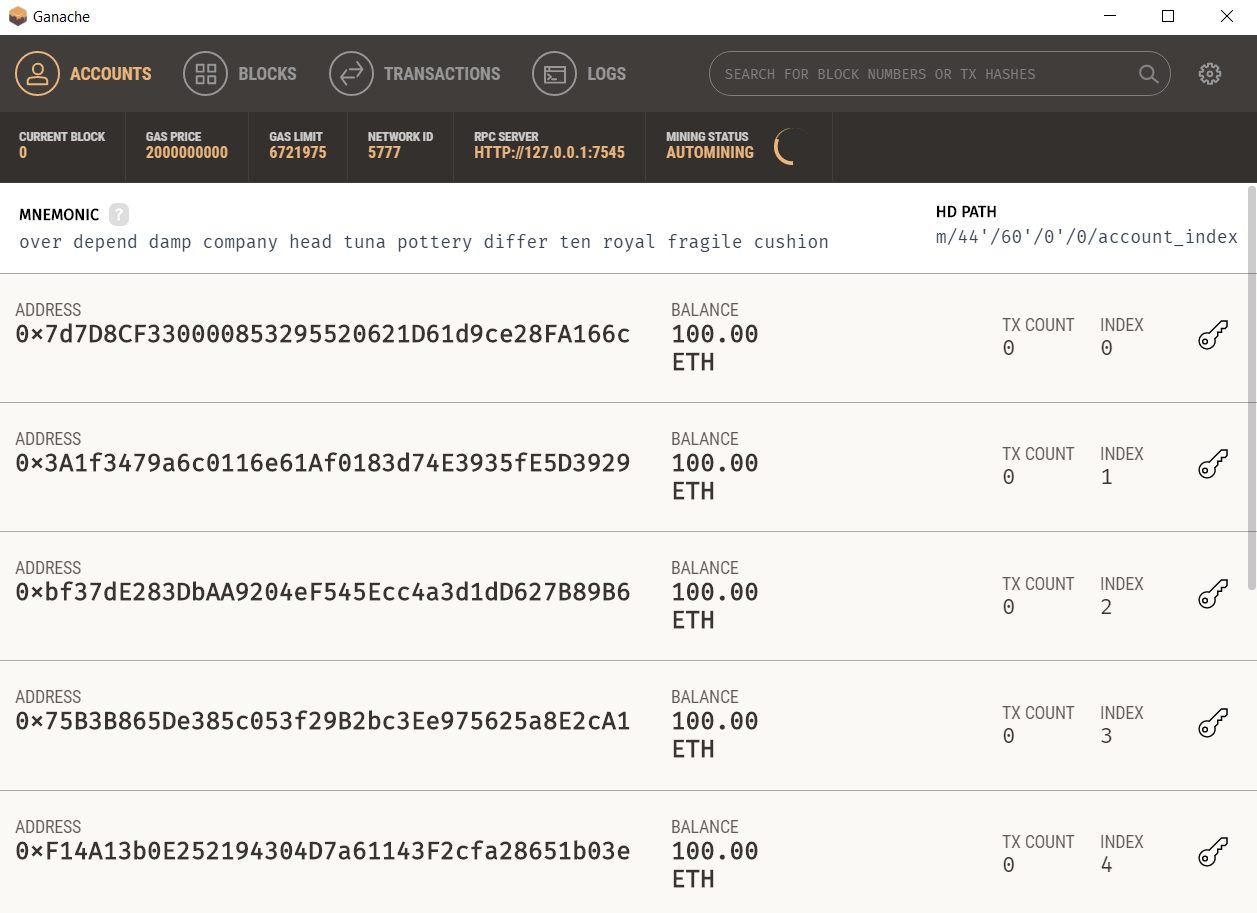 Ganache
ACCOUNTS BLOCKS TRANSACTIONS LOGS SEARCH FOR BLOCK NUMBERS OR TX HASHES
CURRENT BLOCK GAS PRICE GAS LIMIT NETWORK ID RPC SERVER MINING STATUS
0 2000000000 6721975 5777 HTTP://127.0.0.1:7545 AUTOMINING
MNEMONIC ? HD PATH
over depend damp company head tuna pottery differ ten royal fragile cushion m/44'/60'/0'/0/account_index
ADDRESS BALANCE TX COUNT INDEX
0×7d7D8CF330000853295520621D61d9ce28FA166c 100.00 ETH 0 0
ADDRESS BALANCE TX COUNT INDEX
0×3A1f3479a6c0116e61Af0183d74E3935fE5D3929 100.00 ETH 0 1
ADDRESS BALANCE TX COUNT INDEX
0×bf37dE283DbAA9204eF545Ecc4a3d1dD627B89B6 100.00 ETH 0 2
ADDRESS BALANCE TX COUNT INDEX
0×75B3B865De385c053f29B2bc3Ee975625a8E2cA1 100.00 ETH 0 3
ADDRESS BALANCE TX COUNT INDEX
0×F14A13b0E252194304D7a61143F2cfa28651b03e 100.00 ETH 0 4